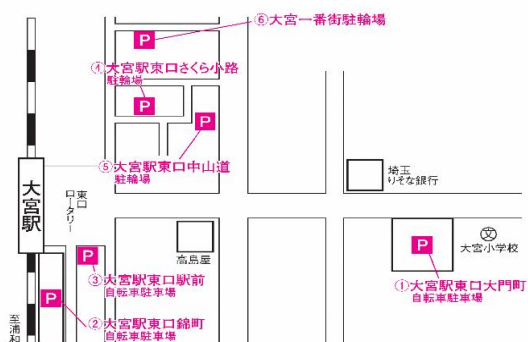 ⑥大宮一番街駐輪場
P
④大宮駅東口さくら小路
駐輪場
P
P
⑤大宮駅東口中山道
駐輪場
大宮駅
東口
ロータリー
埼玉
りそな銀行
高島屋
P
文
大宮小学校
P
③大宮駅東口駅前
自転車駐車場
①大宮駅東口大門町
自転車駐車場
P
②大宮駅東口錦町
自転車駐車場
至浦和